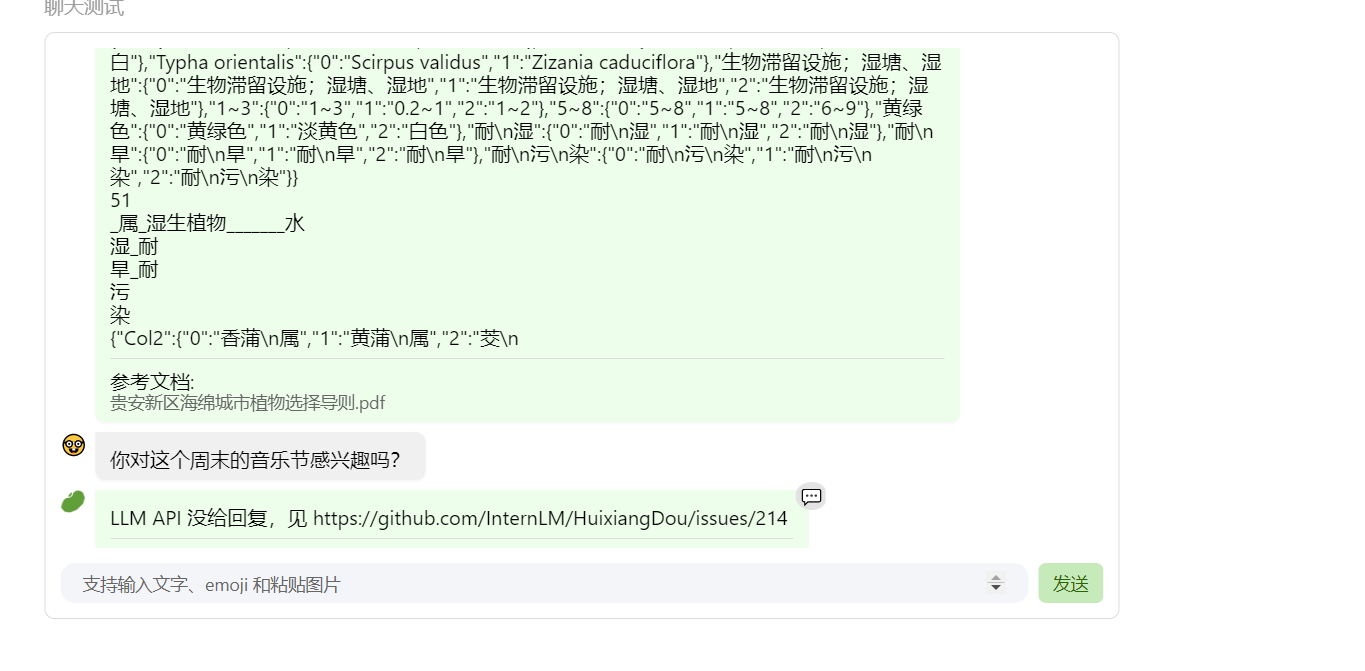 聊天测试
白"},"Typha orientalis":{"0":"Scirpus validus","1":"Zizania caduciflora"},"生物滞留设施；湿塘、湿
地":{"0":"生物滞留设施；湿塘、湿地","1":"生物滞留设施；湿塘、湿地","2":"生物滞留设施；湿
塘、湿地"},"1~3":{"0":"1~3","1":"0.2~1","2":"1~2"},"5~8":{"0":"5~8","1":"5~8","2":"6~9"},"黄绿
色":{"0":"黄绿色","1":"淡黄色","2":"白色"},"耐\n湿":{"0":"耐\n湿","1":"耐\n湿","2":"耐\n湿"},"耐\n
旱":{"0":"耐\n旱","1":"耐\n旱","2":"耐\n旱"},"耐\n污\n染":{"0":"耐\n污\n染","1":"耐\n污\n
染","2":"耐\n污\n染"}}
51
_属_湿生植物_______水
湿_耐
旱_耐
污
染
{"Col2":{"0":"香蒲\n属","1":"黄蒲\n属","2":"茭\n
参考文档:
贵安新区海绵城市植物选择导则.pdf
你对这个周末的音乐节感兴趣吗？
LLM API 没给回复，见 https://github.com/InternLM/HuixiangDou/issues/214
支持输入文字、emoji 和粘贴图片
发送